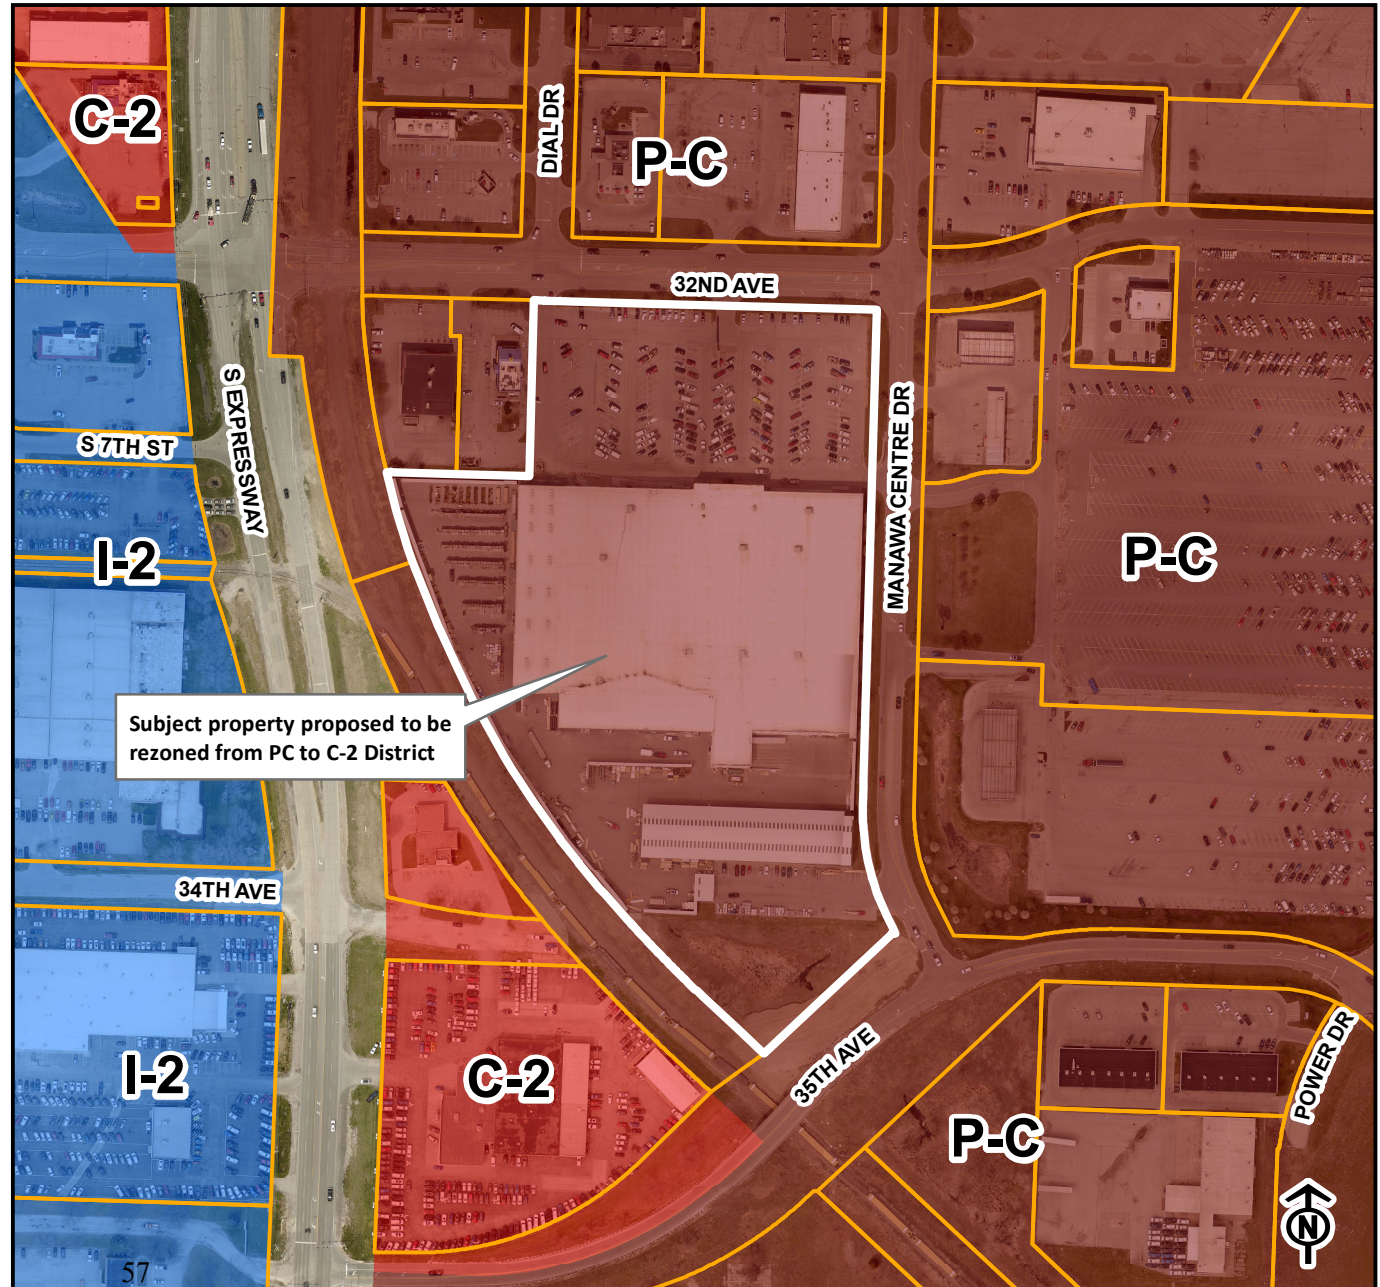 C-2
DIAL DR
P-C
32ND AVE
S EXPRESSWAY
MANAWA CENTRE DR
S 7TH ST
I-2
P-C
Subject property proposed to be
rezoned from PC to C-2 District
34TH AVE
I-2
C-2
35TH AVE
POWER DR
P-C
N
57